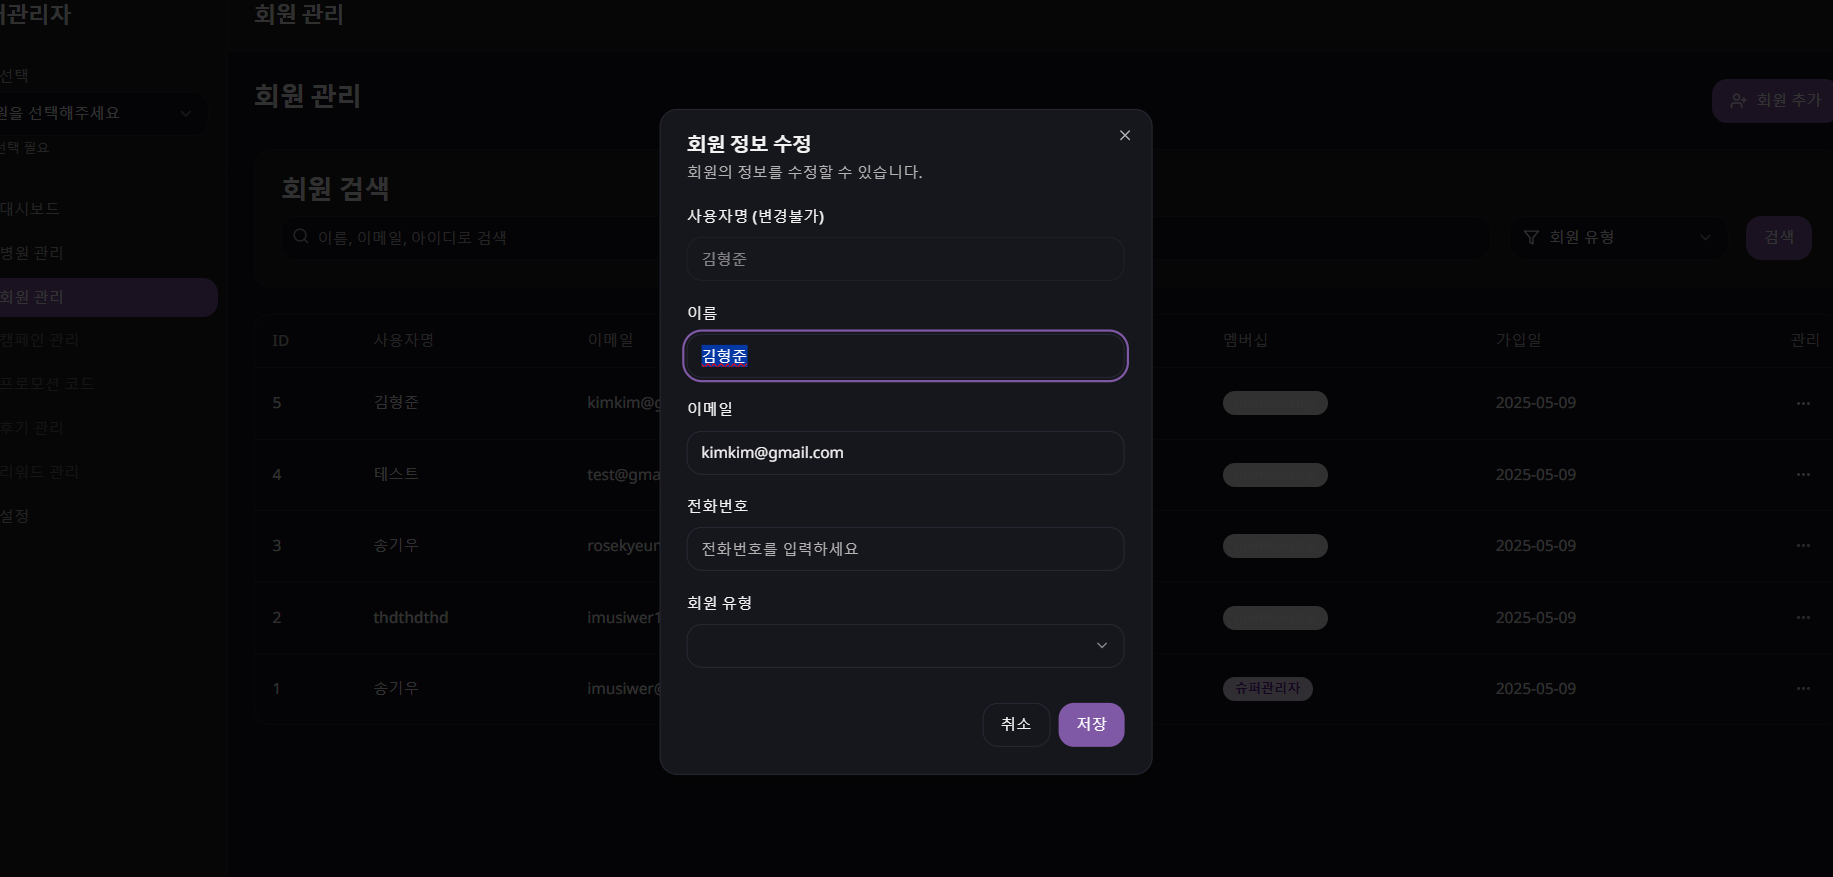 관리자
선택
원을 선택해주세요
선택 필요
대시보드
병원 관리
회원 관리
캠페인 관리
프로모션 코드
후기 관리
리워드 관리
설정
회원 관리
회원 관리
회원 추가
회원 검색
이름, 이메일, 아이디로 검색
회원 유형
검색
ID 사용자명 이메일 멤버십 가입일 관리
5 김형준 kimkim@g 2025-05-09
4 테스트 test@gma 2025-05-09
3 송기우 rosekyeun 2025-05-09
2 thdthdthd imusiwer1 2025-05-09
1 송기우 imusiwer@ 슈퍼관리자 2025-05-09
회원 정보 수정
회원의 정보를 수정할 수 있습니다.
사용자명 (변경불가)
김형준
이름
김형준
이메일
kimkim@gmail.com
전화번호
전화번호를 입력하세요
회원 유형
취소
저장